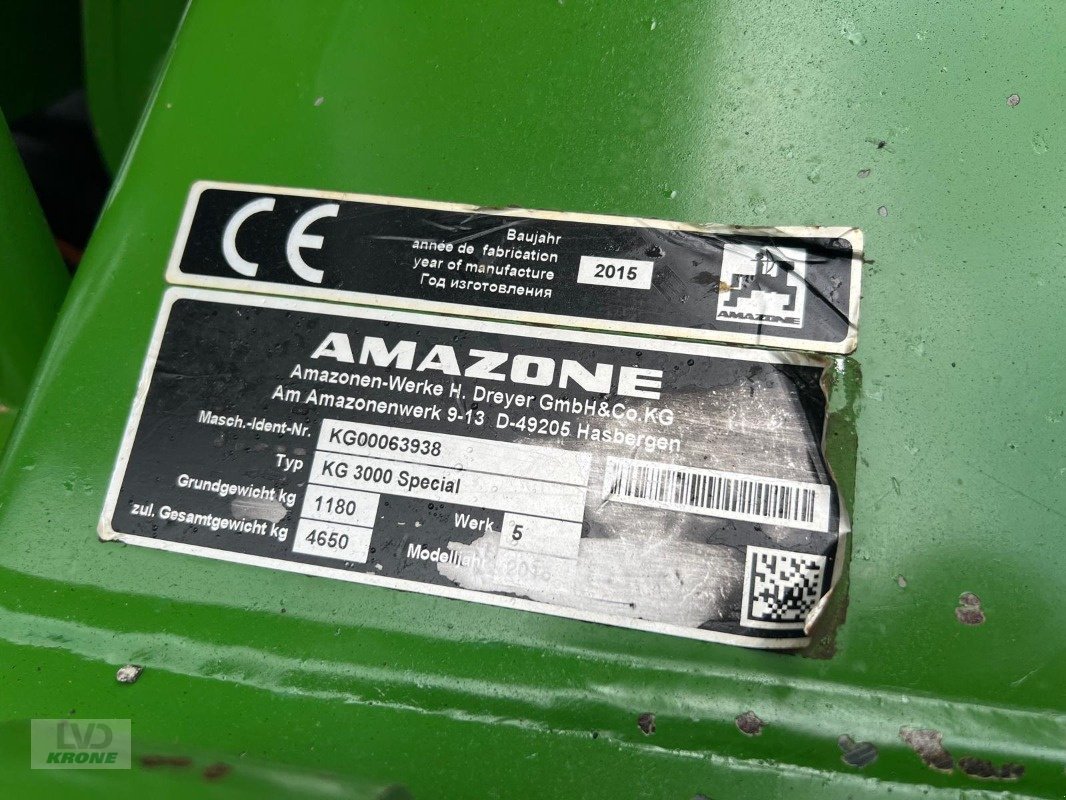 CE
Baujahr
année de fabrication
year of manufacture
Год изготовления
2015
AMAZONE
AMAZONE
Amazonen-Werke H. Dreyer GmbH&Co.KG
Am Amazonenwerk 9-13 D-49205 Hasbergen
Masch.-Ident-Nr. KG00063938
Typ KG 3000 Special
Grundgewicht kg 1180 Werk 5
zul. Gesamtgewicht kg 4650
LVD
KRONE